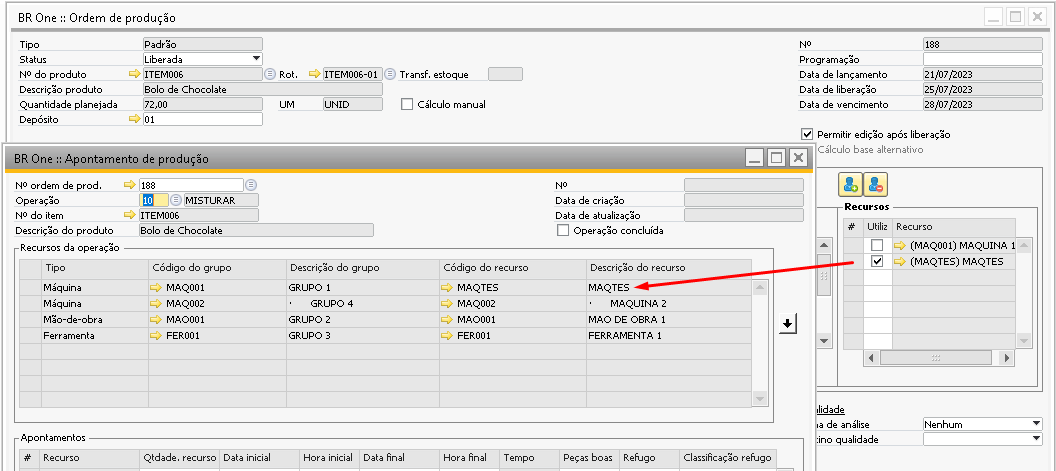 BR One :: Ordem de produção
Tipo Padrão Nº 188
Status Liberada Programação
Nº do produto ITEM006 Rot. ITEM006-01 Transf. estoque Data de lançamento 21/07/2023
Descrição produto Bolo de Chocolate Data de liberação 25/07/2023
Quantidade planejada 72,00 UM UNID Cálculo manual Data de vencimento 28/07/2023
Depósito 01
Permitir edição após liberação
Cálculo base alternativo
BR One :: Apontamento de produção
Nº ordem de prod. 188 Nº
Operação 10 MISTURAR Data de criação
Nº do item ITEM006 Data de atualização
Descrição do produto Bolo de Chocolate Operação concluída
Recursos da operação
Tipo Código do grupo Descrição do grupo Código do recurso Descrição do recurso
Máquina MAQ001 GRUPO 1 MAQTES MAQTES
Máquina MAQ002 · GRUPO 4 MAQ002 · MAQUINA 2
Mão-de-obra MAO001 GRUPO 2 MAO001 MAO DE OBRA 1
Ferramenta FER001 GRUPO 3 FER001 FERRAMENTA 1
Recursos
# Utiliz Recurso
(MAQ001) MAQUINA 1
(MAQTES) MAQTES
lidade
na de análise Nenhum
tino qualidade
Apontamentos
# Recurso Qtdade. recurso Data inicial Hora inicial Data final Hora final Tempo Peças boas Refugo Classificação refugo